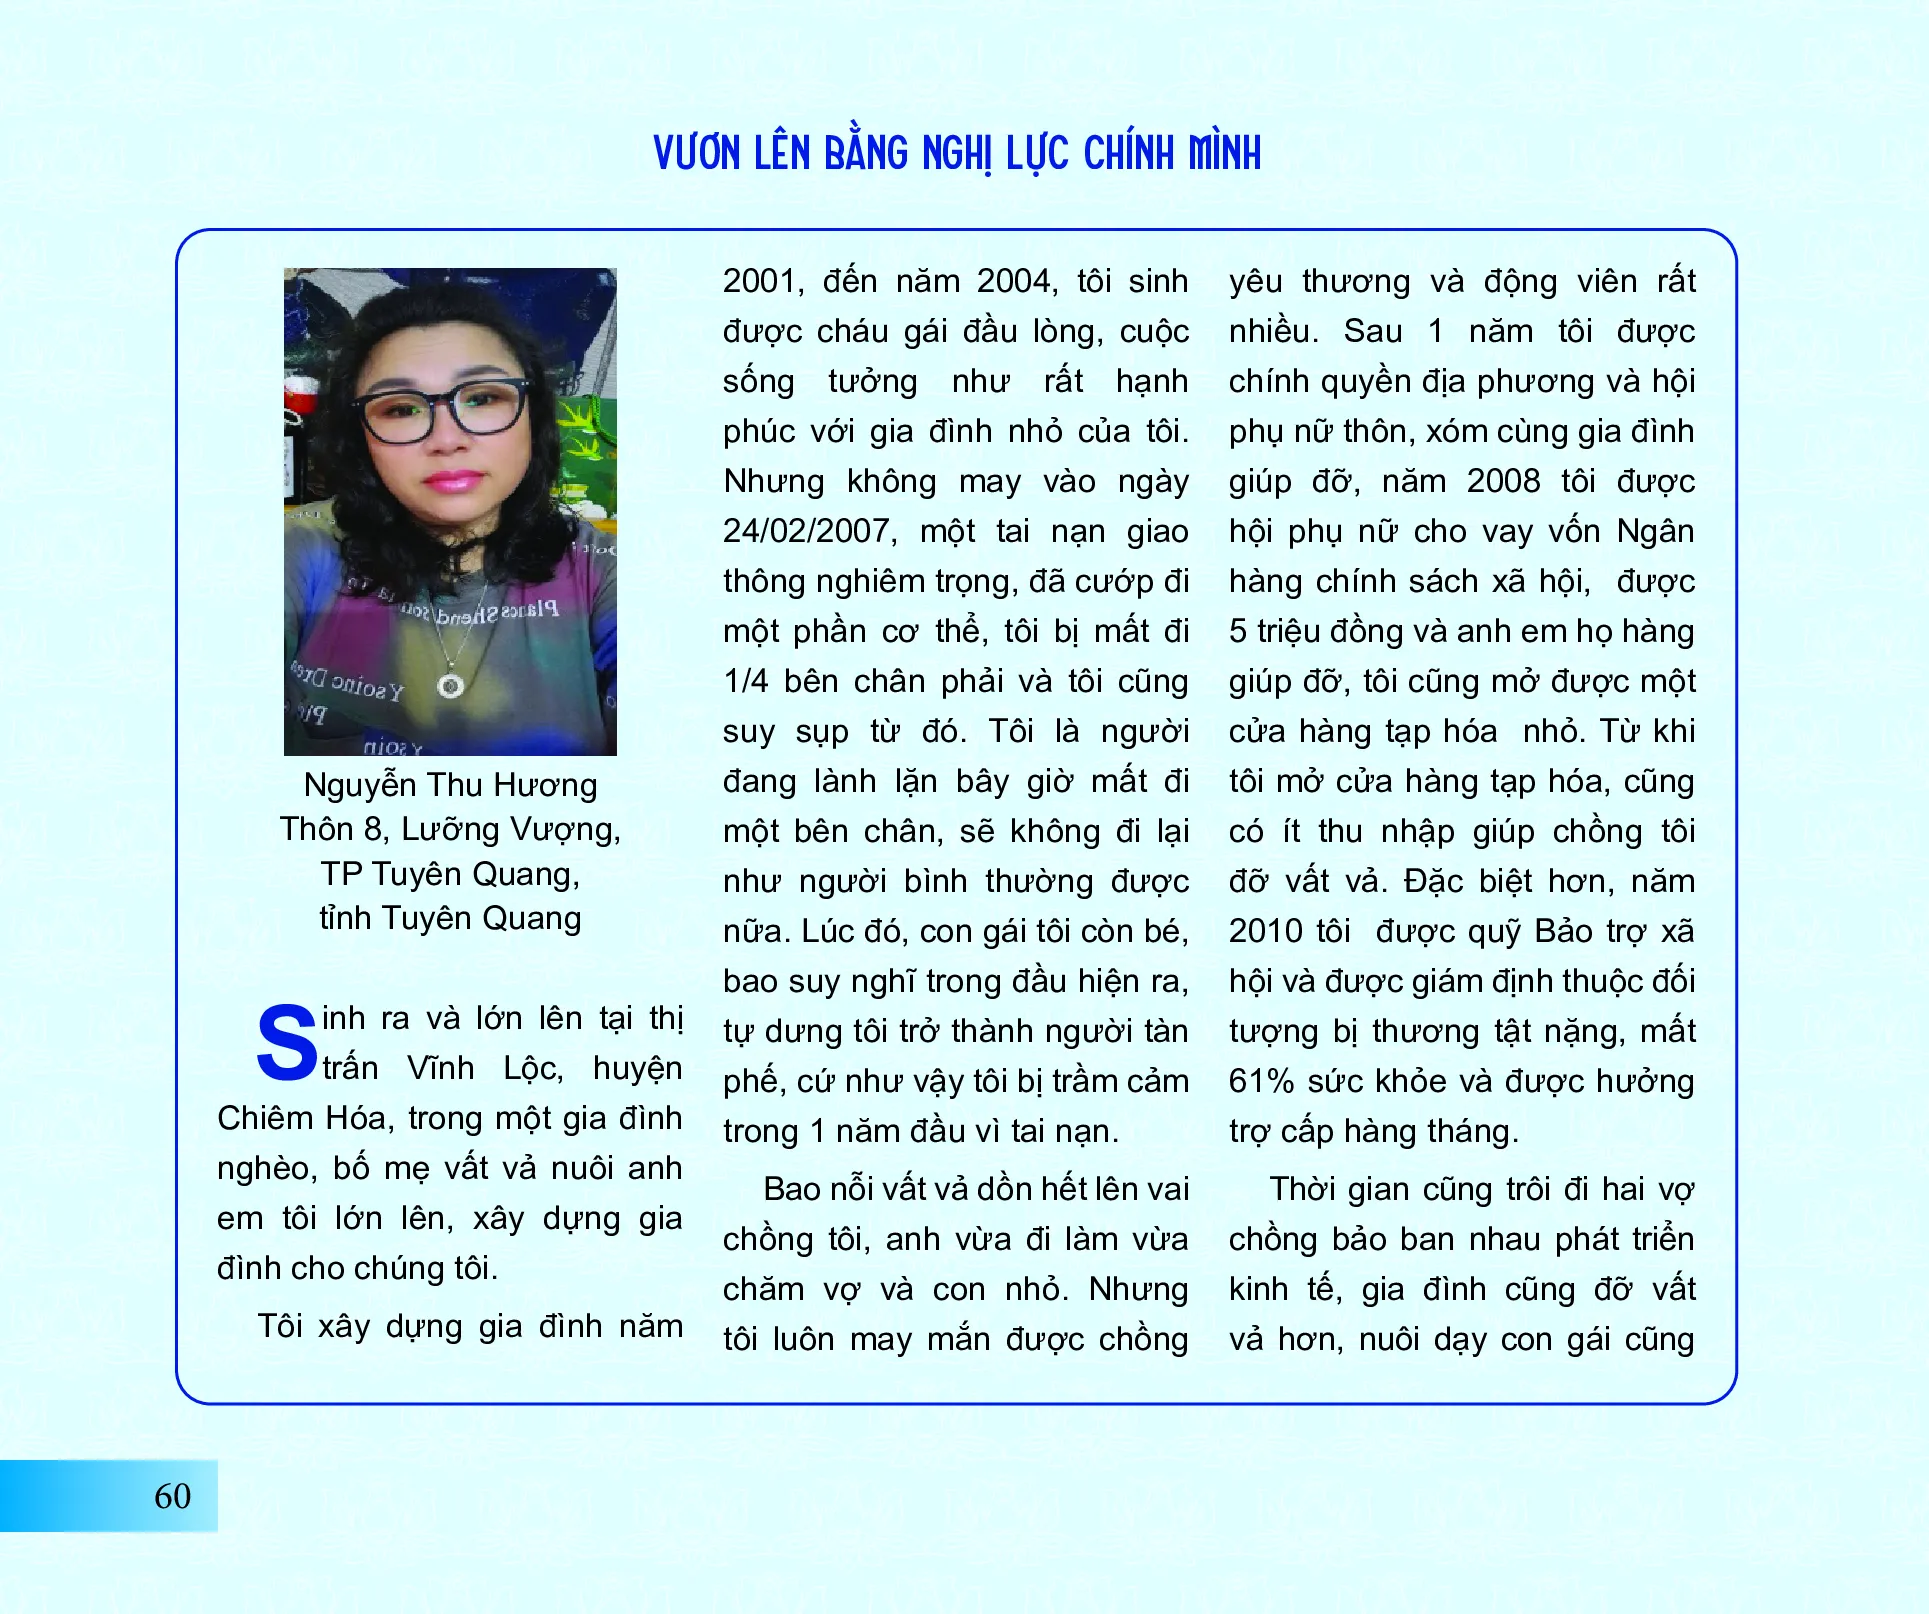 VƯƠN LÊN BẰNG NGHỊ LỰC CHÍNH MÌNH
Nguyễn Thu Hương
Thôn 8, Lưỡng Vượng,
TP Tuyên Quang,
tỉnh Tuyên Quang
Sinh ra và lớn lên tại thị
trấn Vĩnh Lộc, huyện
Chiêm Hóa, trong một gia đình
nghèo, bố mẹ vất vả nuôi anh
em tôi lớn lên, xây dựng gia
đình cho chúng tôi.
Tôi xây dựng gia đình năm
2001, đến năm 2004, tôi sinh
được cháu gái đầu lòng, cuộc
sống tưởng như rất hạnh
phúc với gia đình nhỏ của tôi.
Nhưng không may vào ngày
24/02/2007, một tai nạn giao
thông nghiêm trọng, đã cướp đi
một phần cơ thể, tôi bị mất đi
1/4 bên chân phải và tôi cũng
suy sụp từ đó. Tôi là người
đang lành lặn bây giờ mất đi
một bên chân, sẽ không đi lại
như người bình thường được
nữa. Lúc đó, con gái tôi còn bé,
bao suy nghĩ trong đầu hiện ra,
tự dưng tôi trở thành người tàn
phế, cứ như vậy tôi bị trầm cảm
trong 1 năm đầu vì tai nạn.
Bao nỗi vất vả dồn hết lên vai
chồng tôi, anh vừa đi làm vừa
chăm vợ và con nhỏ. Nhưng
tôi luôn may mắn được chồng
yêu thương và động viên rất
nhiều. Sau 1 năm tôi được
chính quyền địa phương và hội
phụ nữ thôn, xóm cùng gia đình
giúp đỡ, năm 2008 tôi được
hội phụ nữ cho vay vốn Ngân
hàng chính sách xã hội, được
5 triệu đồng và anh em họ hàng
giúp đỡ, tôi cũng mở được một
cửa hàng tạp hóa nhỏ. Từ khi
tôi mở cửa hàng tạp hóa, cũng
có ít thu nhập giúp chồng tôi
đỡ vất vả. Đặc biệt hơn, năm
2010 tôi được quỹ Bảo trợ xã
hội và được giám định thuộc đối
tượng bị thương tật nặng, mất
61% sức khỏe và được hưởng
trợ cấp hàng tháng.
Thời gian cũng trôi đi hai vợ
chồng bảo ban nhau phát triển
kinh tế, gia đình cũng đỡ vất
vả hơn, nuôi dạy con gái cũng
60